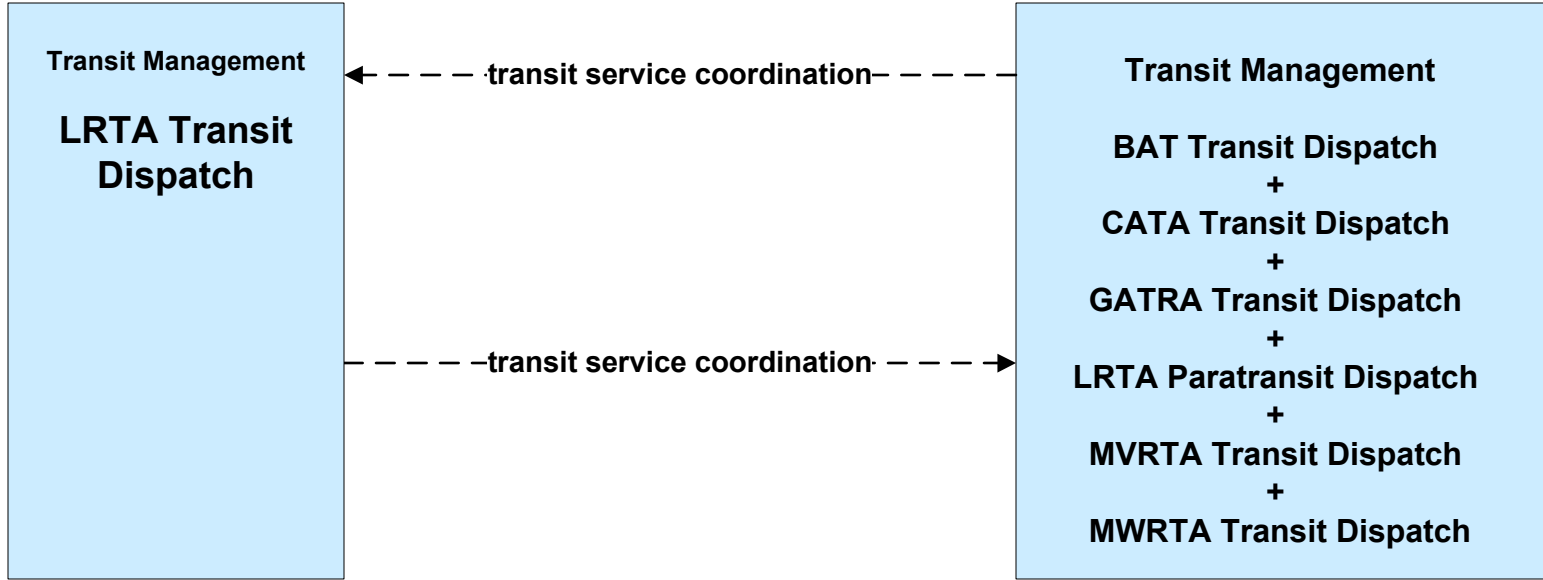 Transit Management
LRTA Transit
Dispatch
transit service coordination
transit service coordination
Transit Management
BAT Transit Dispatch
+
CATA Transit Dispatch
+
GATRA Transit Dispatch
+
LRTA Paratransit Dispatch
+
MVRTA Transit Dispatch
+
MWRTA Transit Dispatch